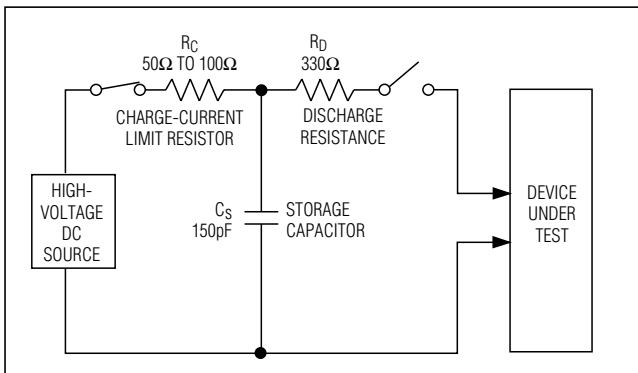 R_C
50Ω TO 100Ω
CHARGE-CURRENT
LIMIT RESISTOR
R_D
330Ω
DISCHARGE
RESISTANCE
HIGH-
VOLTAGE
DC
SOURCE
C_S
150pF
STORAGE
CAPACITOR
DEVICE
UNDER
TEST